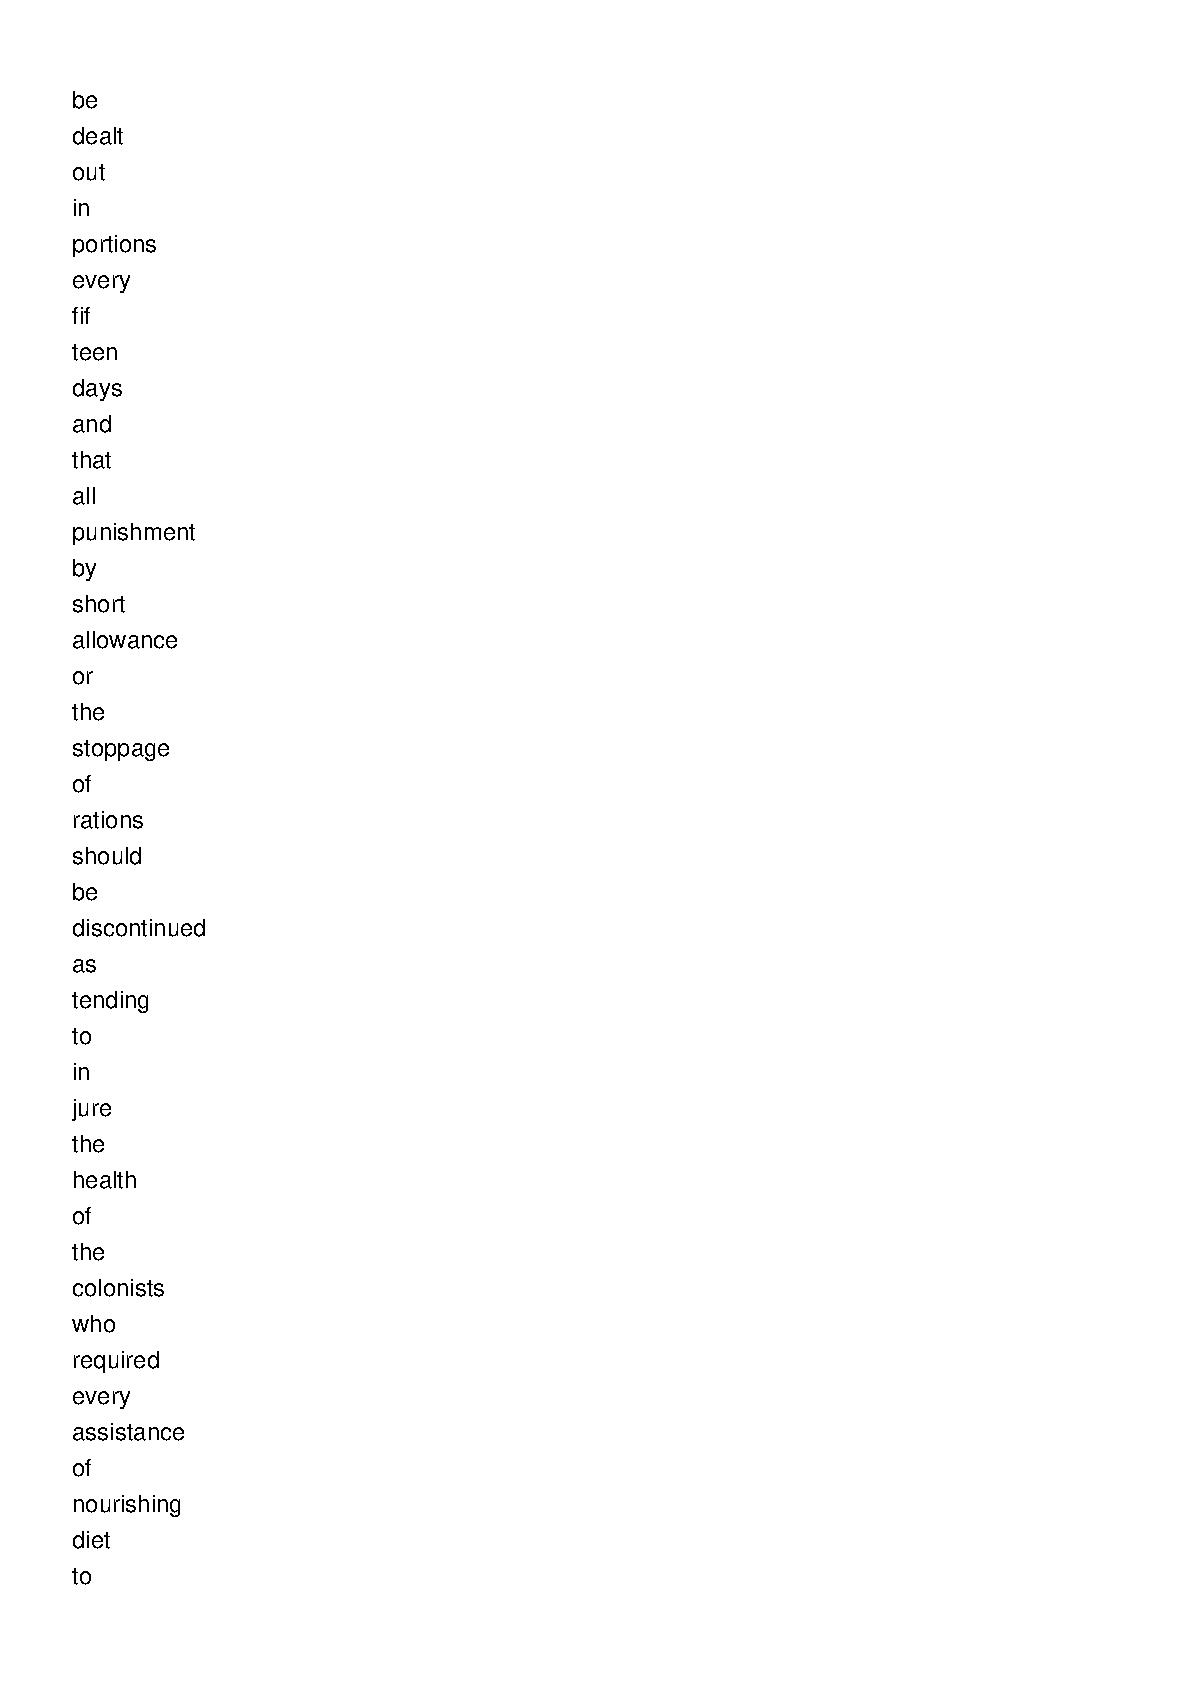 be
dealt
out
in
portions
every
fif
teen
days
and
that
all
punishment
by
short
allowance
or
the
stoppage
of
rations
should
be
discontinued
as
tending
to
in
jure
the
health
of
the
colonists
who
required
every
assistance
of
nourishing
diet
to